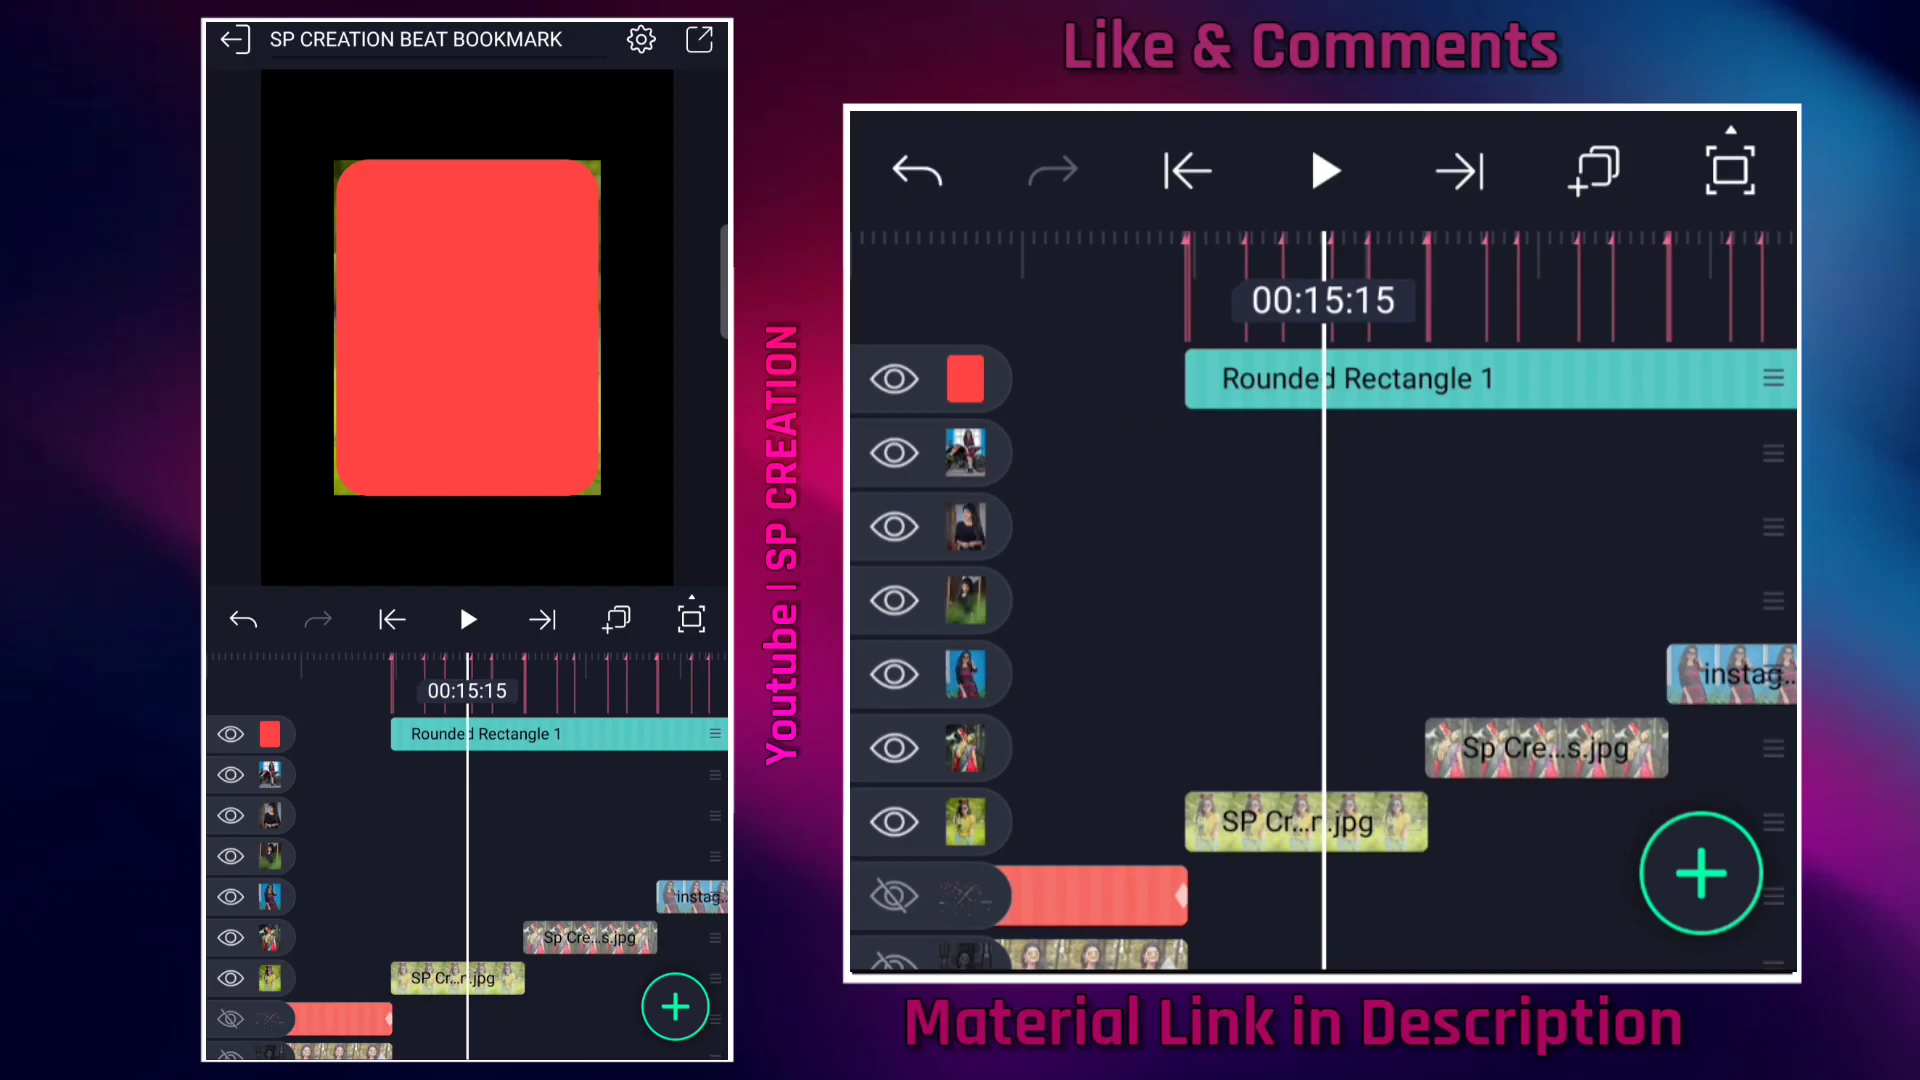 SP CREATION BEAT BOOKMARK
00:15:15
Rounded Rectangle 1
instag..
Sp Cre...s.jpg
SP Cr...n.jpg
Youtube | SP CREATION
Like & Comments
00:15:15
Rounded Rectangle 1
instag..
Sp Cre...s.jpg
SP Cr...n.jpg
Material Link in Description